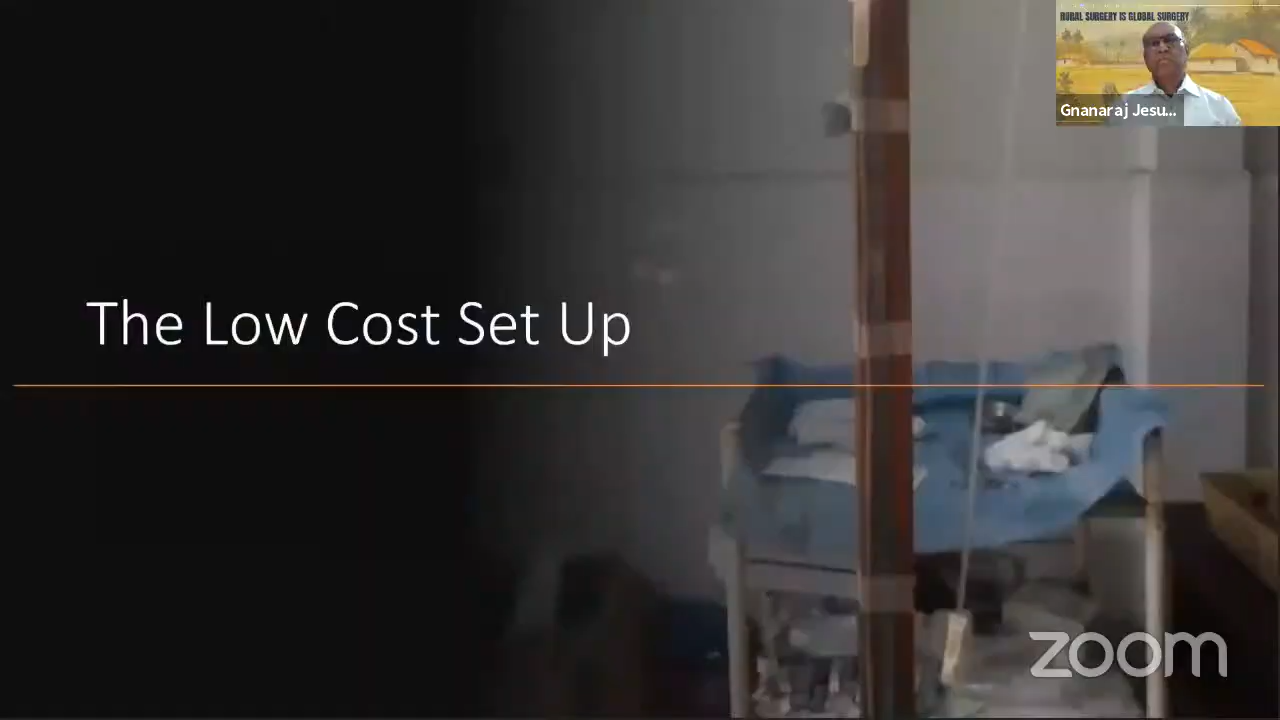 RURAL SURGERY IS GLOBAL SURGERY
Gnanaraj Jesu...
The Low Cost Set Up
zoom